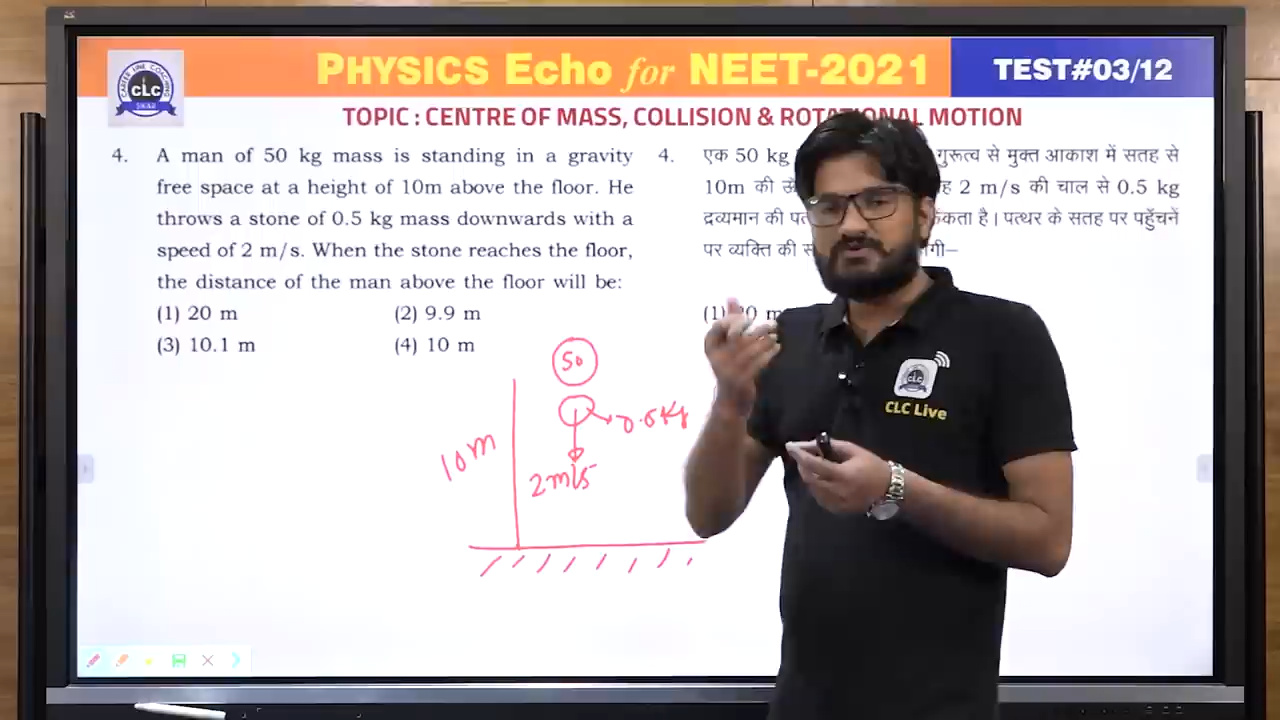 PHYSICS Echo for NEET-2021
TEST#03/12
CLC
TOPIC : CENTRE OF MASS, COLLISION & ROTATIONAL MOTION
4. A man of 50 kg mass is standing in a gravity
free space at a height of 10m above the floor. He
throws a stone of 0.5 kg mass downwards with a
speed of 2 m/s. When the stone reaches the floor,
the distance of the man above the floor will be:
(1) 20 m (2) 9.9 m
(3) 10.1 m (4) 10 m
4. एक 50 kg गुरूत्व से मुक्त आकाश में सतह से
10m की 2 m/s की चाल से 0.5 kg
द्रव्यमान की है। पत्थर के सतह पर पहुँचनें
पर व्यक्ति की
(1)
50
10m
2m/s
CLC
CLC Live